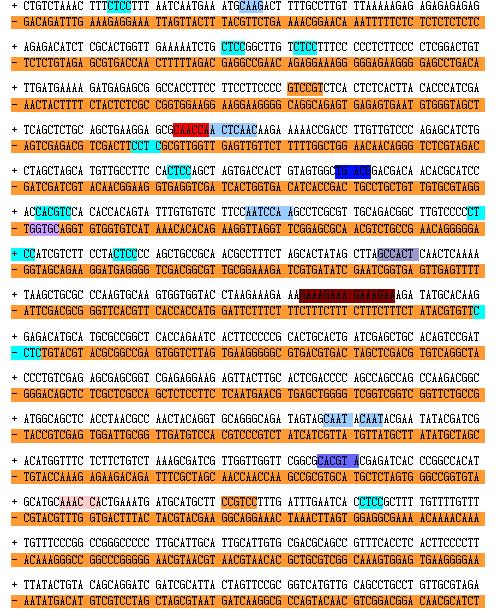 + CTGTCTAAAC TTTCTCCTTT AATCAATGAA ATGCAAGACT TTTGCCTTGT TTAAAAAGAG AGAGAGAGAG
- GACAGATTTG AAAGAGGAAA TTAGTTACTT TACGTTCTGA AAACGGAACA AATTTTTCTC TCTCTCTCTC
+ AGAGACATCT CGCACTGGTT GAAAAATCTG CTCCGGCTTG TCTCCTTTCC CCCTCTTCCC CTCGGACTGT
- TCTCTGTAGA GCGTGACCAA CTTTTTAGAC GAGGCCGAAC AGAGGAAAGG GGGAGAAGGG GAGCCTGACA
+ TTGATGAAAA GATGAGAGCG GCCACCTTCC TTCCTTCCCC GTCCGTCTCA CTCTCACTTA CACCCATCGA
- AACTACTTTT CTACTCTCGC CGGTGGAAGG AAGGAAGGGG CAGGCAGAGT GAGAGTGAAT GTGGGTAGCT
+ TCAGCTCTGC AGCTGAAGGA GCGCAACCAA CTCAACAAGA AAAACCGACC TTGTTGTCCC AGAGCATCTG
- AGTCGAGACG TCGACTTCCT CGCGTTGGTT GAGTTGTTCT TTTTGGCTGG AACAACAGGG TCTCGTAGAC
+ CTAGCTAGCA TGTTGCCTTC CACTCCAGCT AGTGACCACT GTAGTGGCTG ACGGACGACA ACACGCATCC
- GATCGATCGT ACAACGGAAG GTGAGGTCGA TCACTGGTGA CATCACCGAC TGCCTGCTGT TGTGCGTAGG
+ ACCACGTCCA CACCACAGTA TTTGTGTGTC TTCCAATCCA AGCCTCGCGT TGCAGACGGC TTGTCCCCCT
- TGGTGCAGGT GTGGTGTCAT AAACACACAG AAGGTTAGGT TCGGAGCGCA ACGTCTGCCG AACAGGGGGA
+ CCATCGTCTT CCTACTCCCC AGCTGCCGCA ACGCCTTTCT AGCACTATAG CTTAGCCACT CAACTCAAAA
- GGTAGCAGAA GGATGAGGGG TCGACGGCGT TGCGGAAAGA TCGTGATATC GAATCGGTGA GTTGAGTTTT
+ TAAGCTGCGC CCAAGTGCAA GTGGTGGTAC CTAAGAAAGA AAGAAAGAAA GAAAGAAAGA TATGCACAAG
- ATTCGACGCG GGTTCACGTT CACCACCATG GATTCTTTCT TTCTTTCTTT CTTTCTTTCT ATACGTGTTC
+ GAGACATGCA TGCGCCGGCT CACCAGAATC ACTTCCCCCG CACTGCACTG ATCGAGCTGC ACAGTCCGAT
- CTCTGTACGT ACGCGGCCGA GTGGTCTTAG TGAAGGGGGC GTGACGTGAC TAGCTCGACG TGTCAGGCTA
+ CCCTGTCGAG AGCGAGCGGT CGAGAGGAAG AGTTACTTGC ACTCGACCCC AGCCAGCCAG CCAAGACGGC
- GGGACAGCTC TCGCTCGCCA GCTCTCCTTC TCAATGAACG TGAGCTGGGG TCGGTCGGTC GGTTCTGCCG
+ ATGGCAGCTC ACCTAACGCC AACTACAGGT GCAGGGCAGA TAGTAGCAAT ACAATACGAA TATACGATCG
- TACCGTCGAG TGGATTGCGG TTGATGTCCA CGTCCCGTCT ATCATCGTTA TGTTATGCTT ATATGCTAGC
+ ACATGGTTTC TCTTCTGTCT AAAGCGATCG TTGGTTGGTT CGGCGCACGT ACGAGATCAC CCGGCCACAT
- TGTACCAAAG AGAAGACAGA TTTCGCTAGC AACCAACCAA GCCGCGTGCA TGCTCTAGTG GGCCGGTGTA
+ GCATGCAAAC CACTGAAATG ATGCATGCTT CCGTCCTTTG ATTTGAATCA CCTCCGCTTT TGTTTTGTTT
- CGTACGTTTG GTGACTTTAC TACGTACGAA GGCAGGAAAC TAAACTTAGT GGAGGCGAAA ACAAAACAAA
+ TGTTTCCCGG CCGGGCCCCC TTGCATTGCA TTGCATTGTG CGACGCAGCC GTTTCACCTC ACTTCCCCTT
- ACAAAGGGCC GGCCCGGGGG AACGTAACGT AACGTAACAC GCTGCGTCGG CAAAGTGGAG TGAAGGGGAA
+ TTATACTGTA CAGCAGGATC GATCGCATTA CTAGTTCCGC GGTCATGTTG CAGCCTGCCT TTGCGTAGA
- AATATGACAT GTCGTCCTAG CTAGCGTAAT GATCAAGGCG CCAGTACAAC GTCGGACGGA CAACGCATCT